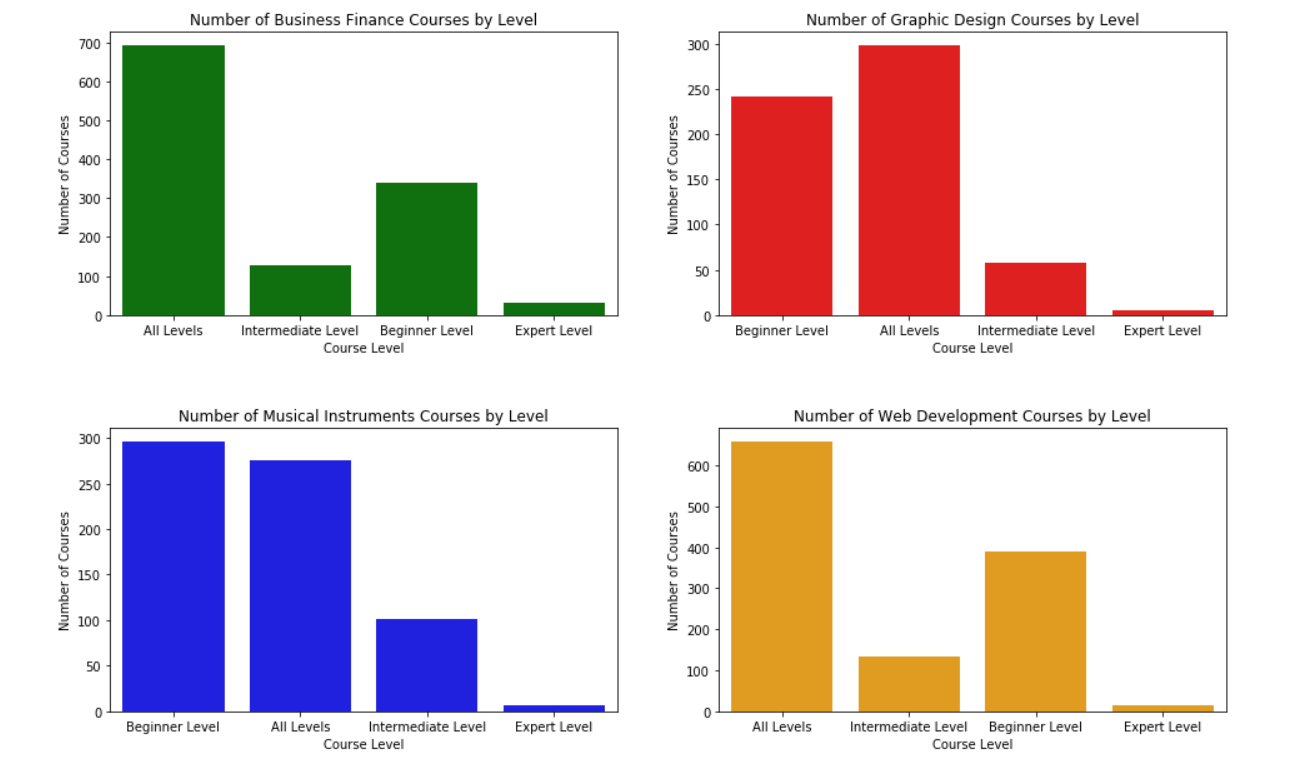 Number of Business Finance Courses by Level
Number of Courses
700
600
500
400
300
200
100
0
All Levels Intermediate Level Beginner Level Expert Level
Course Level
Number of Graphic Design Courses by Level
Number of Courses
300
250
200
150
100
50
0
Beginner Level All Levels Intermediate Level Expert Level
Course Level
Number of Musical Instruments Courses by Level
Number of Courses
300
250
200
150
100
50
0
Beginner Level All Levels Intermediate Level Expert Level
Course Level
Number of Web Development Courses by Level
Number of Courses
600
500
400
300
200
100
0
All Levels Intermediate Level Beginner Level Expert Level
Course Level